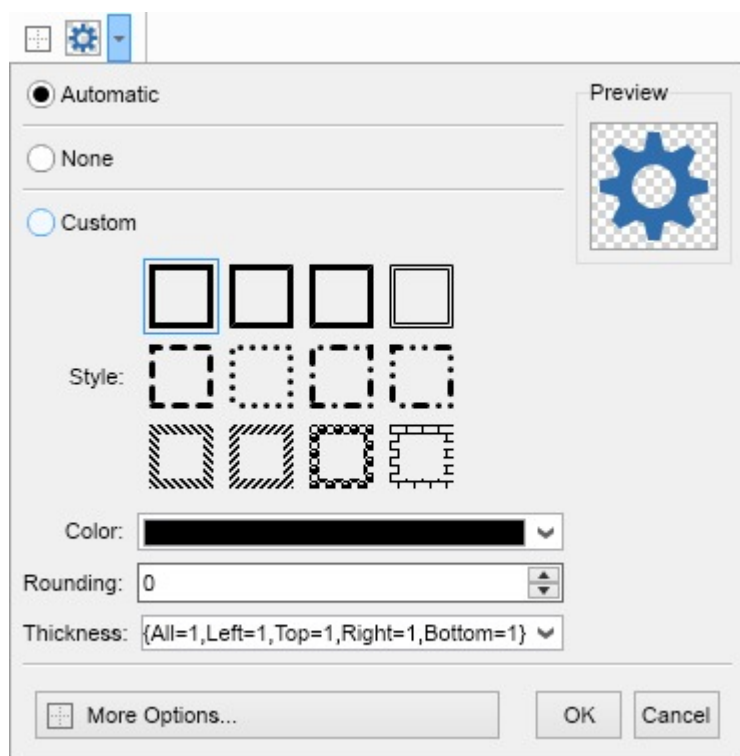 Automatic
Preview
None
Custom
Style:
Color:
Rounding: 0
Thickness: {All=1,Left=1,Top=1,Right=1,Bottom=1}
More Options...
OK
Cancel